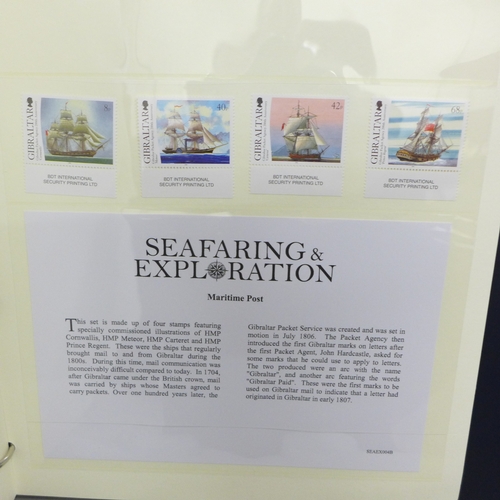 8p
GIBRALTAR
BDT INTERNATIONAL
SECURITY PRINTING LTD
40p
GIBRALTAR
BDT INTERNATIONAL
SECURITY PRINTING LTD
42p
GIBRALTAR
BDT INTERNATIONAL
SECURITY PRINTING LTD
68p
GIBRALTAR
BDT INTERNATIONAL
SECURITY PRINTING LTD
SEAFARING &
EXPLORATION
Maritime Post
This set is made up of four stamps featuring
specially commissioned illustrations of HMP
Cornwallis, HMP Meteor, HMP Carteret and HMP
Prince Regent. These were the ships that regularly
brought mail to and from Gibraltar during the
1800s. During this time, mail communication was
inconceivably difficult compared to today. In 1704,
after Gibraltar came under the British crown, mail
was carried by ships whose Masters agreed to
carry packets. Over one hundred years later, the
Gibraltar Packet Service was created and was set in
motion in July 1806. The Packet Agency then
introduced the first Gibraltar marks on letters after
the first Packet Agent, John Hardcastle, asked for
some marks that he could use to apply to letters.
The two produced were an arc with the name
"Gibraltar", and another arc featuring the words
"Gibraltar Paid". These were the first marks to be
used on Gibraltar mail to indicate that a letter had
originated in Gibraltar in early 1807.